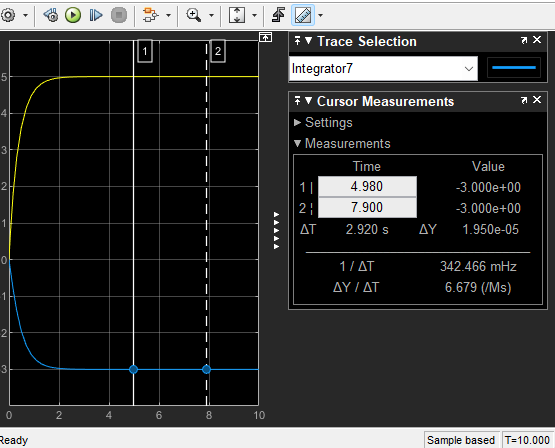 1 2
Trace Selection
Integrator7
Cursor Measurements
Settings
Measurements
Time Value
1 | 4.980 -3.000e+00
2 ¦ 7.900 -3.000e+00
ΔT 2.920 s ΔY 1.950e-05
1 / ΔT 342.466 mHz
ΔY / ΔT 6.679 (/Ms)
5
4
3
2
1
0
1
2
3
0 2 4 6 8 10
Ready Sample based T=10.000